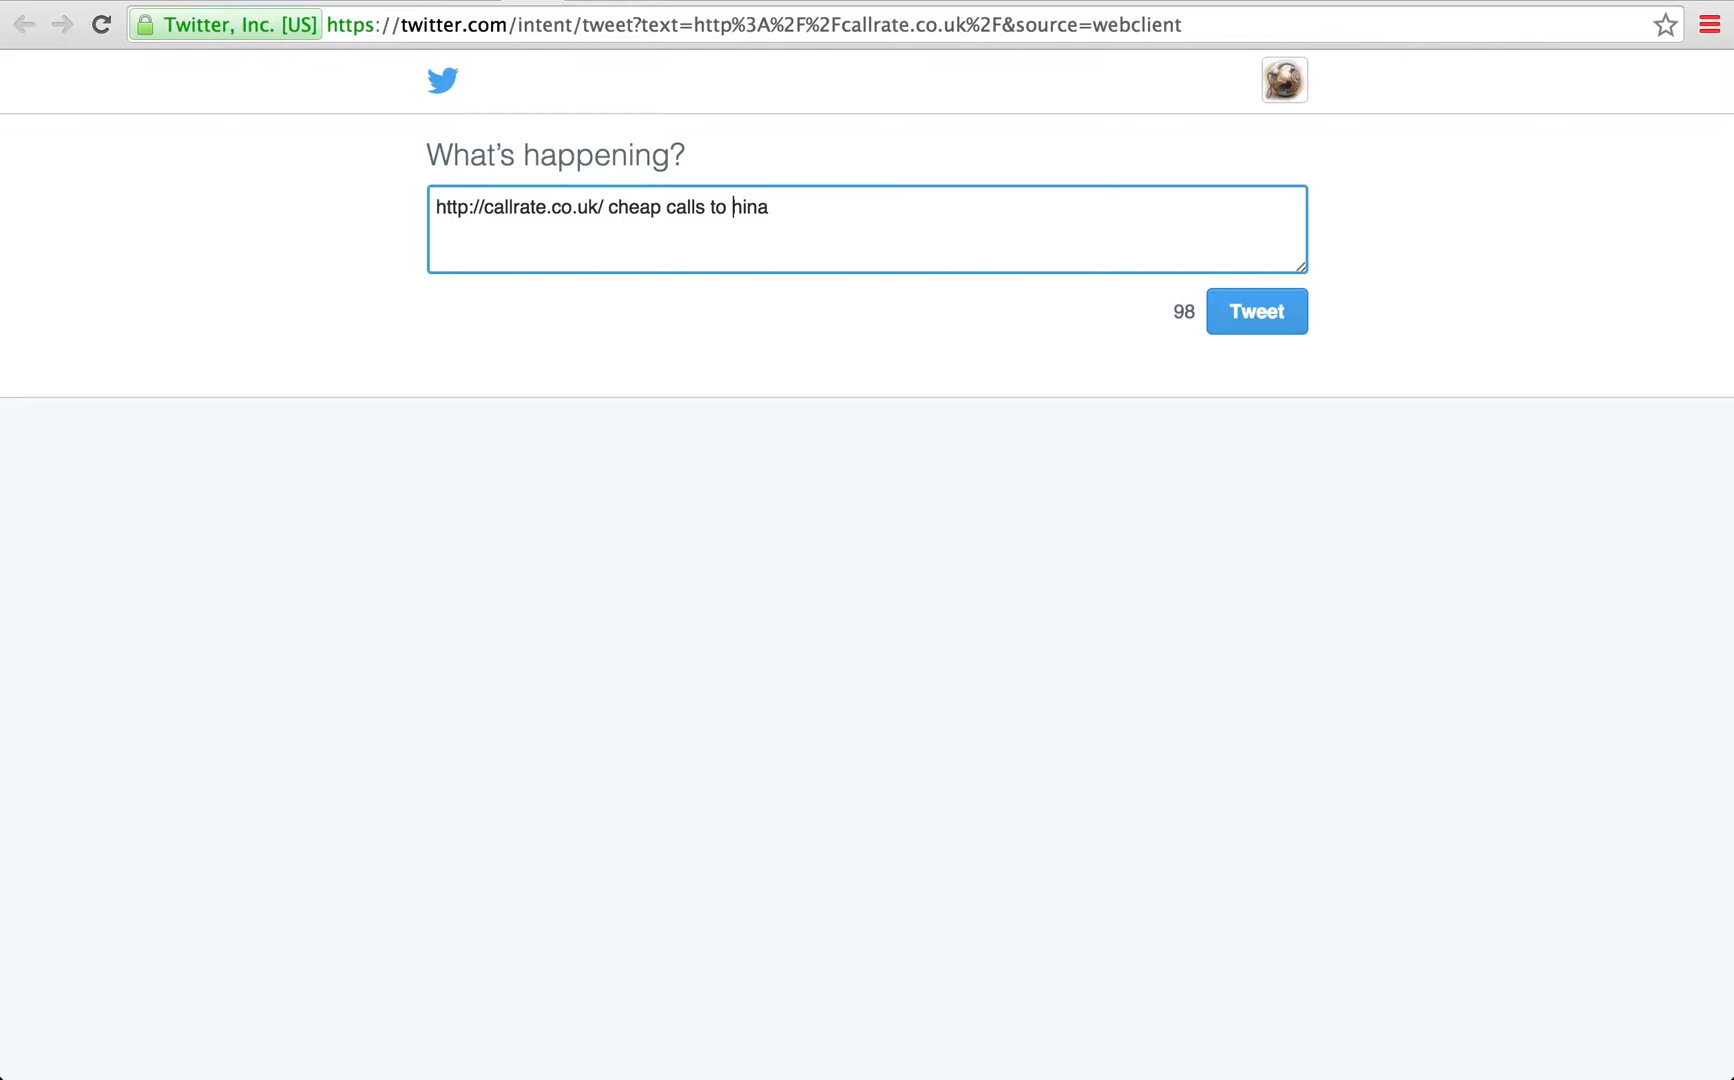 Twitter, Inc. [US] https://twitter.com/intent/tweet?text=http%3A%2F%2Fcallrate.co.uk%2F&source=webclient
What's happening?
http://callrate.co.uk/ cheap calls to hina
98 Tweet